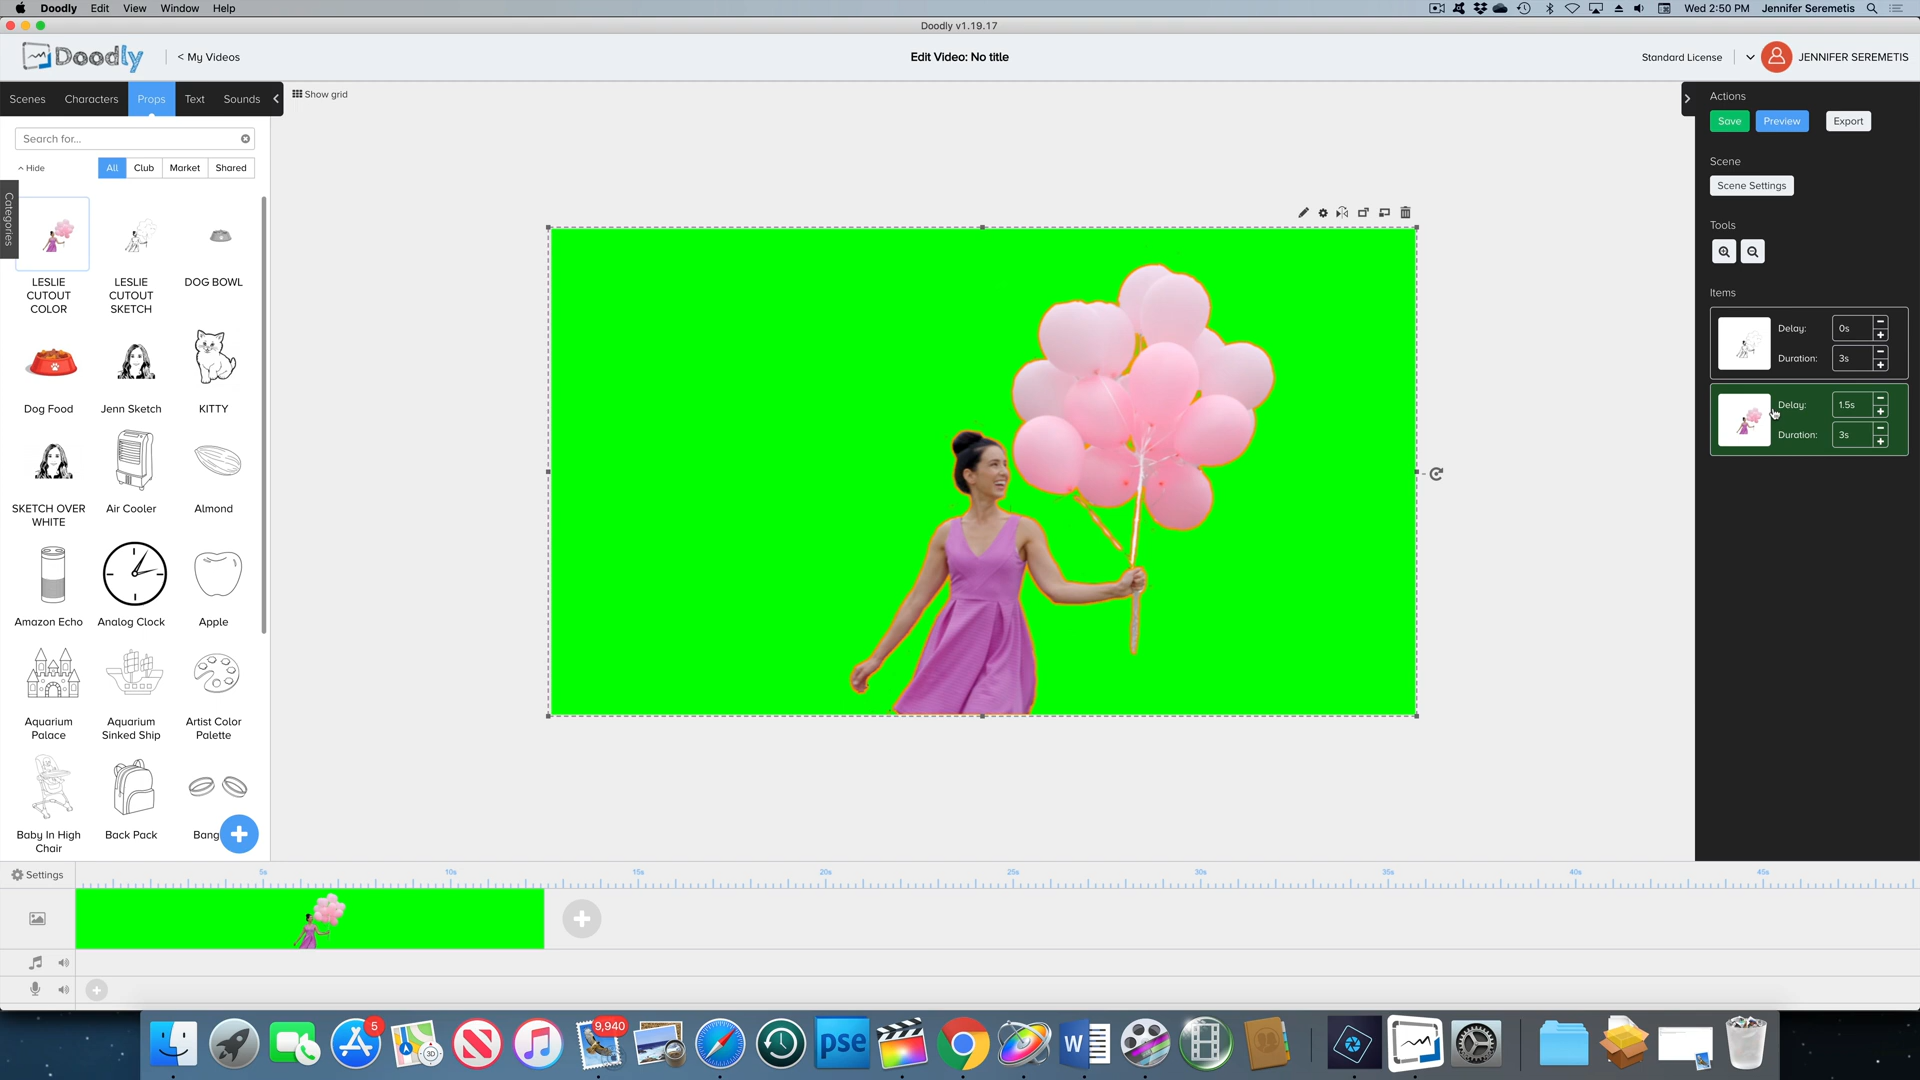 Doodly Edit View Window Help
Wed 2:50 PM Jennifer Seremetis
Doodly v1.19.17
Doodly < My Videos
Edit Video: No title
Standard License JENNIFER SEREMETIS
Scenes Characters Props Text Sounds
Show grid
Search for...
Hide All Club Market Shared
Categories
LESLIE CUTOUT COLOR
LESLIE CUTOUT SKETCH
DOG BOWL
Dog Food Jenn Sketch KITTY
SKETCH OVER WHITE
Air Cooler Almond
Amazon Echo Analog Clock Apple
Aquarium Palace
Aquarium Sinked Ship
Artist Color Palette
Baby In High Chair
Back Pack Bang
Actions
Save Preview Export
Scene
Scene Settings
Tools
Items
Delay: 0s
Duration: 3s
Delay: 1.5s
Duration: 3s
Settings
5s 10s 15s 20s 25s 30s 35s 40s 45s
5
3D
9,940
pse
W